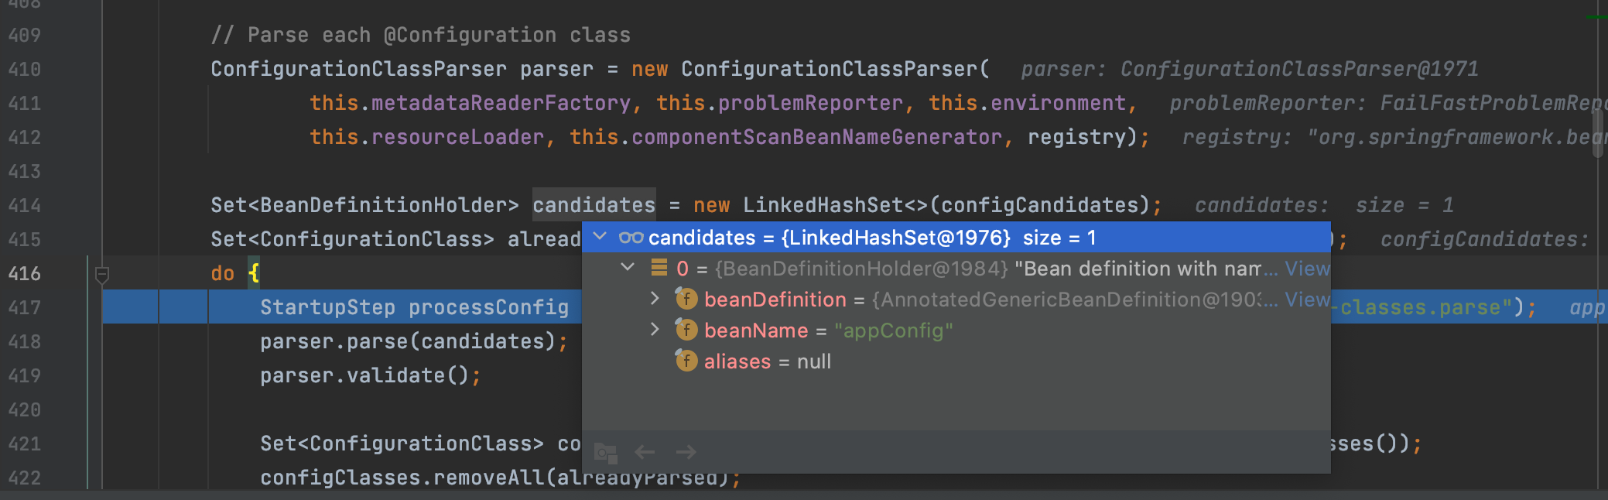 408
409 // Parse each @Configuration class
410 ConfigurationClassParser parser = new ConfigurationClassParser( parser: ConfigurationClassParser@1971
411 this.metadataReaderFactory, this.problemReporter, this.environment, problemReporter: FailFastProblemRepo
412 this.resourceLoader, this.componentScanBeanNameGenerator, registry); registry: "org.springframework.bean
413
414 Set<BeanDefinitionHolder> candidates = new LinkedHashSet<>(configCandidates); candidates: size = 1
415 Set<ConfigurationClass> alread ); configCandidates:
candidates = {LinkedHashSet@1976} size = 1
416 do {
0 = {BeanDefinitionHolder@1984} "Bean definition with nam... View
417 StartupStep processConfig -classes.parse"); app
beanDefinition = {AnnotatedGenericBeanDefinition@190... View
418 parser.parse(candidates);
beanName = "appConfig"
419 parser.validate();
aliases = null
420
421 Set<ConfigurationClass> co sses());
422 configClasses.removeAll(alreadyParsed);